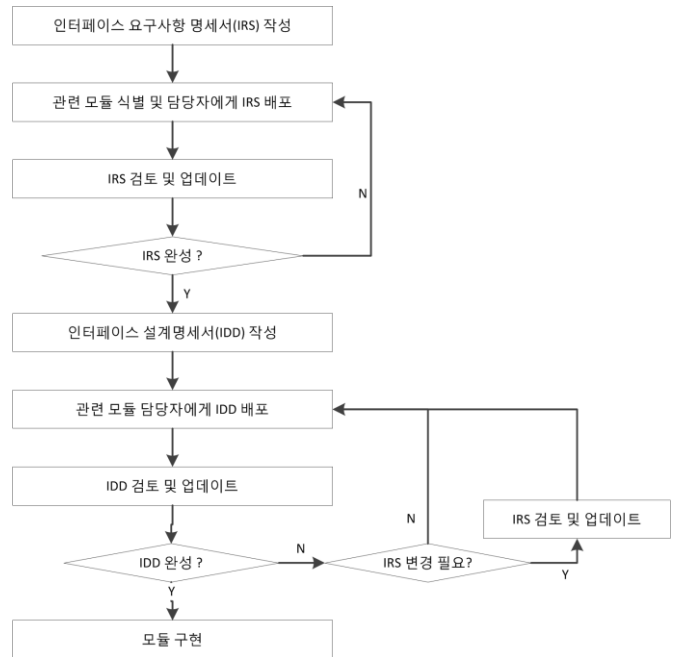 인터페이스 요구사항 명세서(IRS) 작성
관련 모듈 식별 및 담당자에게 IRS 배포
IRS 검토 및 업데이트
N
IRS 완성 ?
Y
인터페이스 설계명세서(IDD) 작성
관련 모듈 담당자에게 IDD 배포
IDD 검토 및 업데이트
IRS 검토 및 업데이트
N
IDD 완성 ?
N
IRS 변경 필요?
Y
Y
모듈 구현